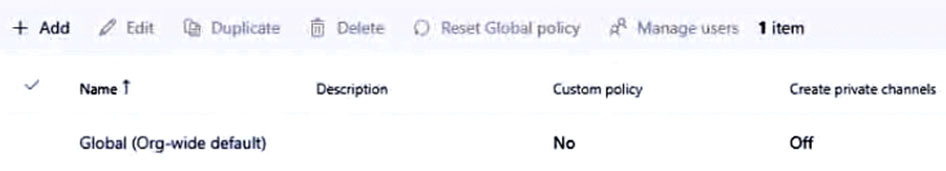 + Add Edit Duplicate Delete Reset Global policy Manage users 1 item
Name ↑ Description Custom policy Create private channels
Global (Org-wide default) No Off